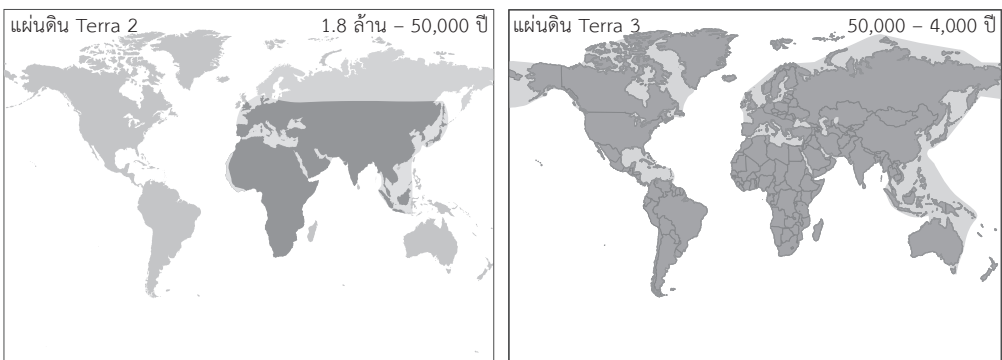 แผ่นดิน Terra 2 1.8 ล้าน – 50,000 ปี
แผ่นดิน Terra 3 50,000 – 4,000 ปี